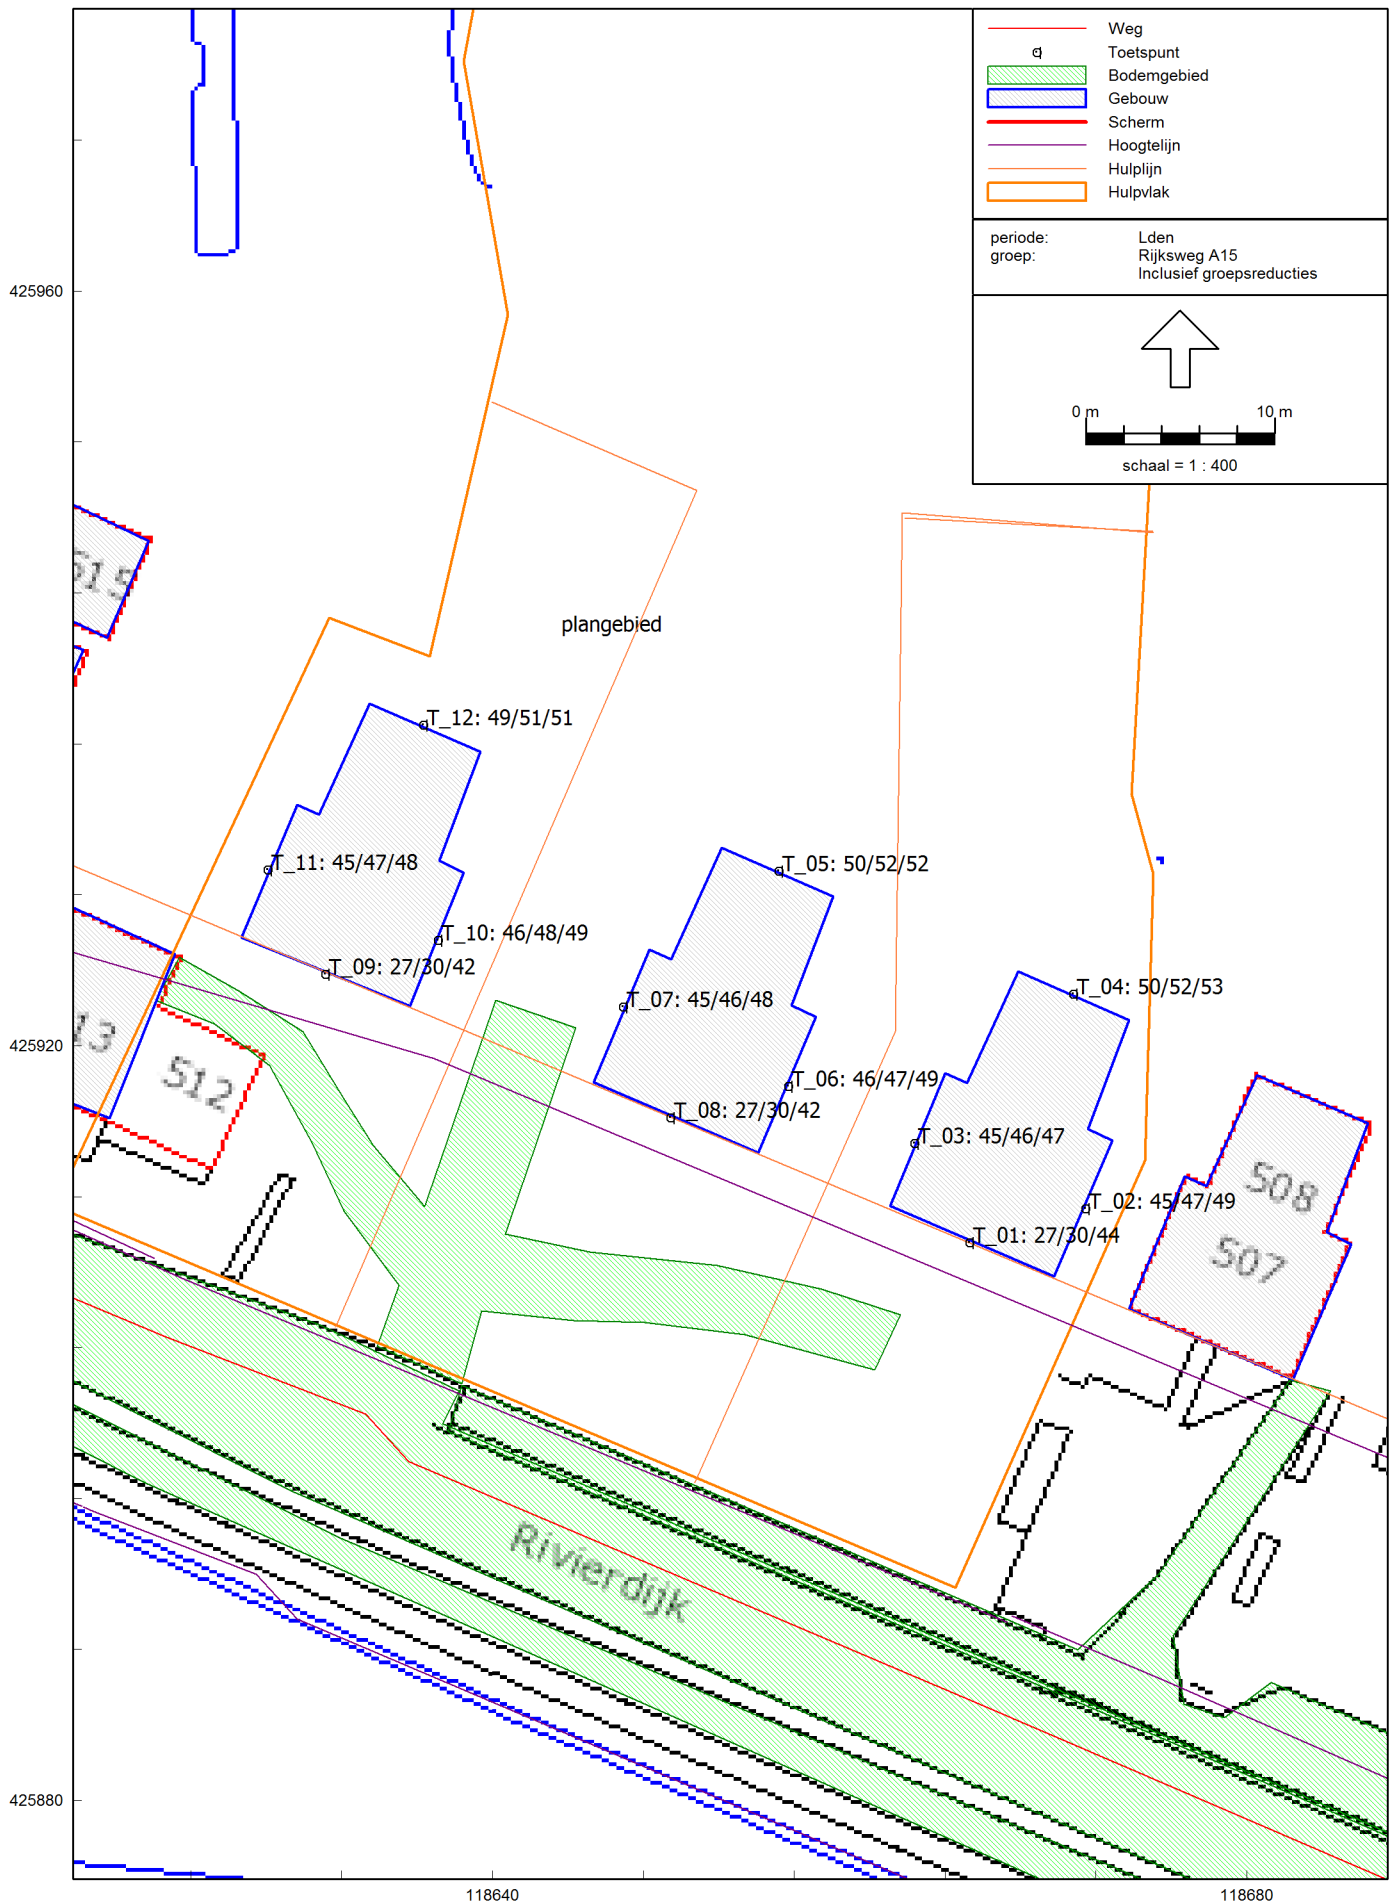 Weg
Toetspunt
Bodemgebied
Gebouw
Scherm
Hoogtelijn
Hulplijn
Hulpvlak
periode: Lden
groep: Rijksweg A15
Inclusief groepsreducties
0 m 10 m
schaal = 1 : 400
425960
515
plangebied
T_12: 49/51/51
T_11: 45/47/48
T_05: 50/52/52
T_10: 46/48/49
T_09: 27/30/42
T_07: 45/46/48
T_04: 50/52/53
425920
13
512
T_06: 46/47/49
T_08: 27/30/42
T_03: 45/46/47
T_02: 45/47/49
T_01: 27/30/44
508
507
Rivierdijk
425880
118640
118680